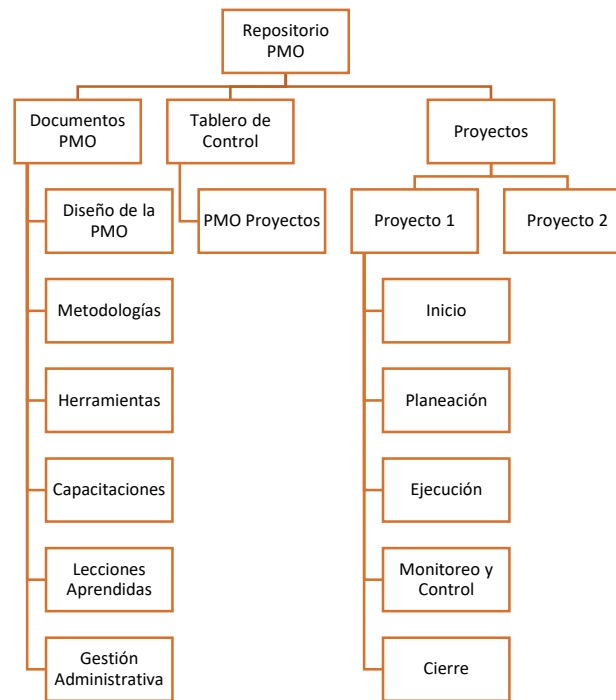 Repositorio
PMO
Documentos
PMO
Tablero de
Control
Proyectos
Diseño de la
PMO
PMO Proyectos
Proyecto 1
Proyecto 2
Metodologías
Inicio
Herramientas
Planeación
Capacitaciones
Ejecución
Lecciones
Aprendidas
Monitoreo y
Control
Gestión
Administrativa
Cierre